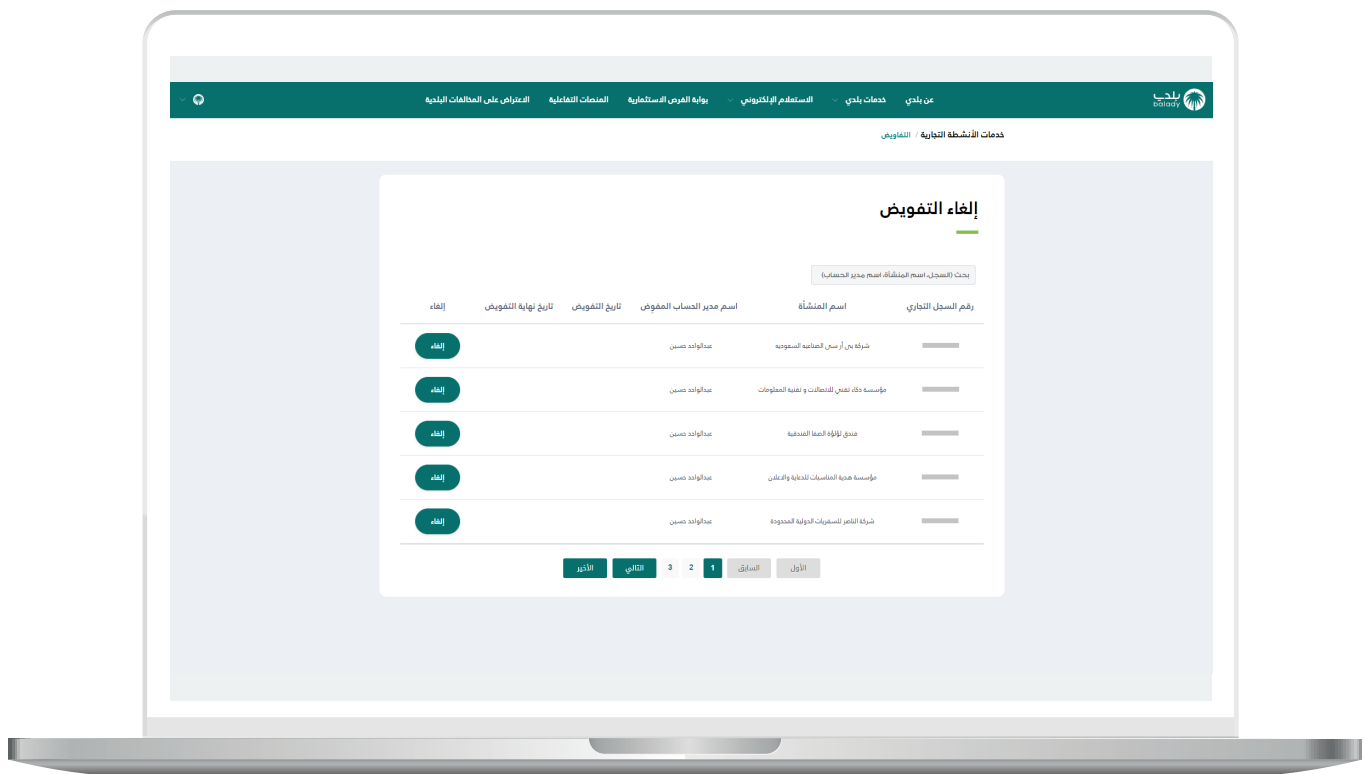 بلدي
balady
عن بلدي خدمات بلدي الاستعلام الإلكتروني بوابة الفرص الاستثمارية المنصات التفاعلية الاعتراض على المخالفات البلدية
خدمات الأنشطة التجارية / التفاويض
إلغاء التفويض
بحث (السجل، اسم المنشأة، اسم مدير الحساب)
رقم السجل التجاري اسم المنشأة اسم مدير الحساب المفوض تاريخ التفويض تاريخ نهاية التفويض إلغاء
شركة بي أر سي الصناعيه السعوديه عبدالواحد حسين إلغاء
مؤسسة ذكاء تقني للاتصالات و تقنية المعلومات عبدالواحد حسين إلغاء
فندق لؤلؤة الصفا الفندقية عبدالواحد حسين إلغاء
مؤسسة هدية المناسبات للدعاية والاعلان عبدالواحد حسين إلغاء
شركة الناصر للسفريات الدولية المحدودة عبدالواحد حسين إلغاء
الأول السابق 1 2 3 التالي الأخير